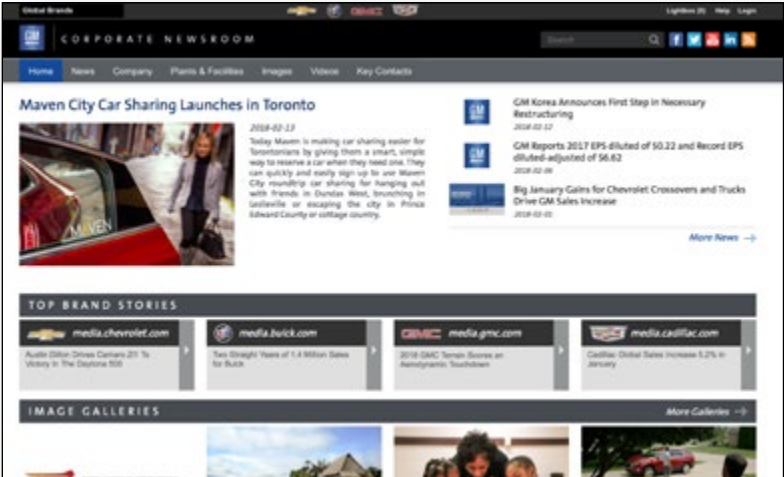 Global Brands
GMC
Lightbox (0) Help Login
GM
CORPORATE NEWSROOM
Search
Home News Company Plants & Facilities Images Videos Key Contacts
Maven City Car Sharing Launches in Toronto
2018-02-13
Today Maven is making car sharing easier for
Torontonians by giving them a smart, simple
way to reserve a car when they need one. They
can quickly and easily sign up to use Maven
City roundtrip car sharing for hanging out
with friends in Dundas West, brunching in
Leslieville or escaping the city in Prince
Edward County or cottage country.
MAVEN
GM
GM Korea Announces First Step in Necessary
Restructuring
2018-02-12
GM
GM Reports 2017 EPS diluted of $0.22 and Record EPS
diluted-adjusted of $6.62
2018-02-06
Big January Gains for Chevrolet Crossovers and Trucks
Drive GM Sales Increase
2018-02-01
More News
TOP BRAND STORIES
media.chevrolet.com
Austin Dillon Drives Camaro Zl1 To
Victory In The Daytona 500
media.buick.com
Two Straight Years of 1.4 Million Sales
for Buick
GMC media.gmc.com
2018 GMC Terrain Scores an
Aerodynamic Touchdown
media.cadillac.com
Cadillac Global Sales Increase 5.2% in
January
IMAGE GALLERIES
More Galleries